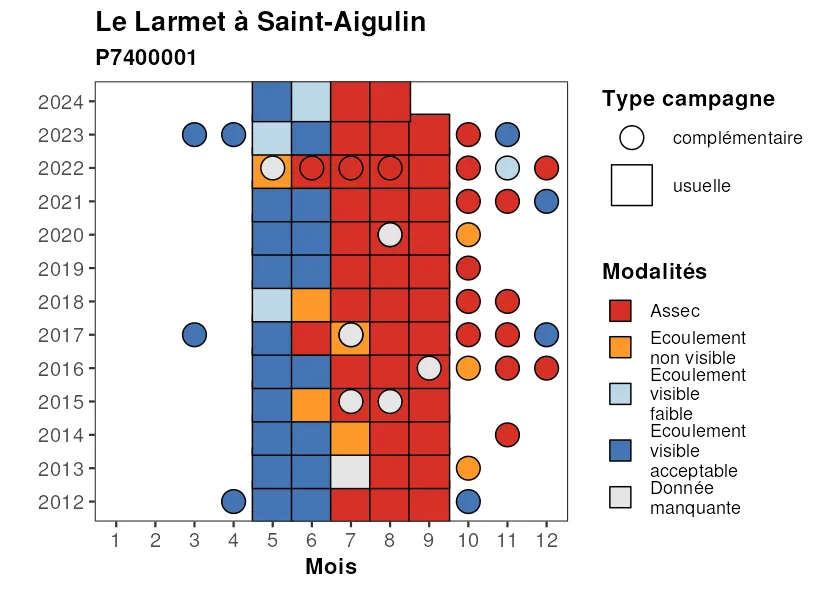 Le Larmet à Saint-Aigulin
P7400001
2024
2023
2022
2021
2020
2019
2018
2017
2016
2015
2014
2013
2012
1 2 3 4 5 6 7 8 9 10 11 12
Mois
Type campagne
complémentaire
usuelle
Modalités
Assec
Ecoulement
non visible
Ecoulement
visible
faible
Ecoulement
visible
acceptable
Donnée
manquante